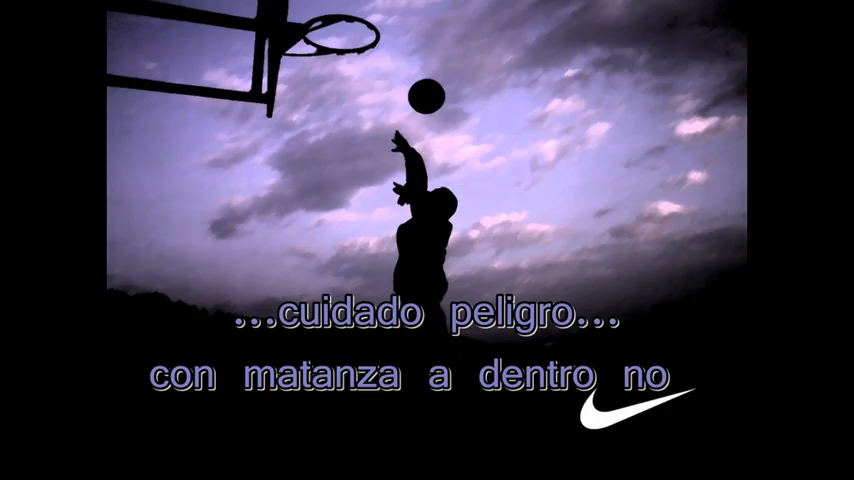 ...cuidado peligro...
con matanza a dentro no